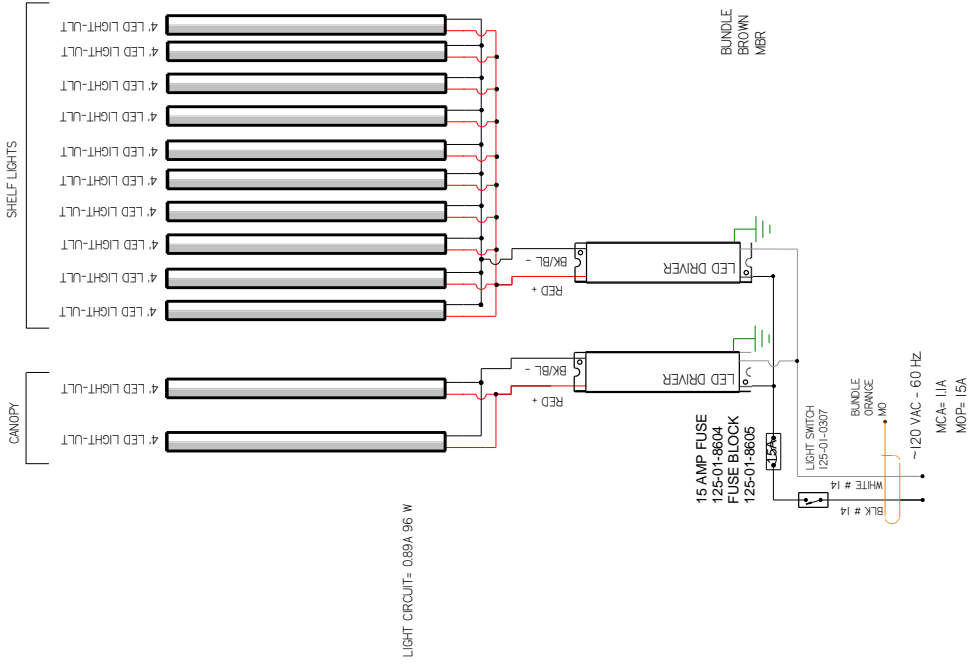 SHELF LIGHTS
4' LED LIGHT-ULT
4' LED LIGHT-ULT
4' LED LIGHT-ULT
4' LED LIGHT-ULT
4' LED LIGHT-ULT
4' LED LIGHT-ULT
4' LED LIGHT-ULT
4' LED LIGHT-ULT
4' LED LIGHT-ULT
4' LED LIGHT-ULT
CANOPY
4' LED LIGHT-ULT
4' LED LIGHT-ULT
BUNDLE
BROWN
MBR
BK/BL -
RED +
LED DRIVER
BK/BL -
RED +
LED DRIVER
15 AMP FUSE
125-01-8604
FUSE BLOCK
125-01-8605
15A
LIGHT SWITCH
125-01-0307
BUNDLE
ORANGE
MO
WHITE # 14
BLK # 14
~120 VAC - 60 Hz.
MCA= 1.1A
MOP= 15A
LIGHT CIRCUIT= 0.89A 96 W